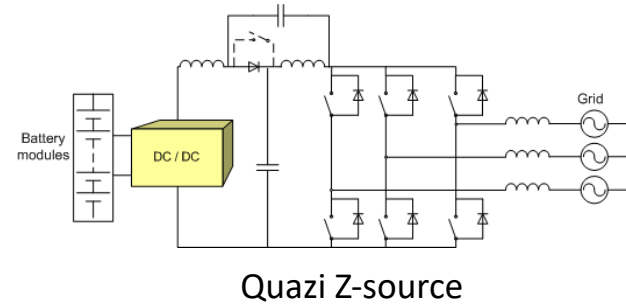 Grid
Battery
modules
DC / DC
Quazi Z-source